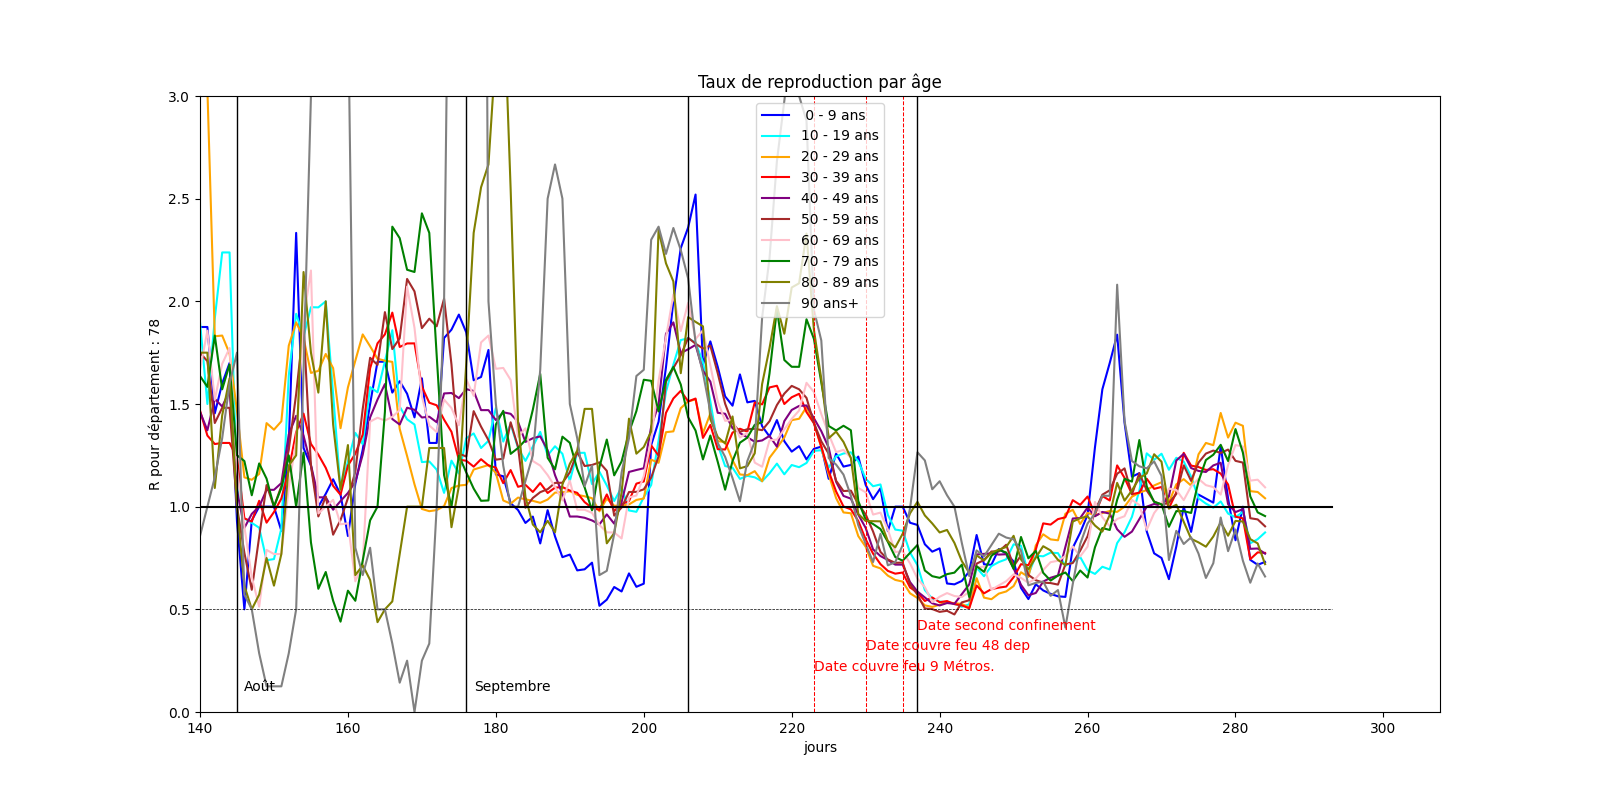 Taux de reproduction par âge
R pour département : 78
3.0
2.5
2.0
1.5
1.0
0.5
0.0
0 - 9 ans
10 - 19 ans
20 - 29 ans
30 - 39 ans
40 - 49 ans
50 - 59 ans
60 - 69 ans
70 - 79 ans
80 - 89 ans
90 ans+
Date second confinement
Date couvre feu 48 dep
Date couvre feu 9 Métros.
Août
Septembre
140
160
180
200
220
240
260
280
300
jours